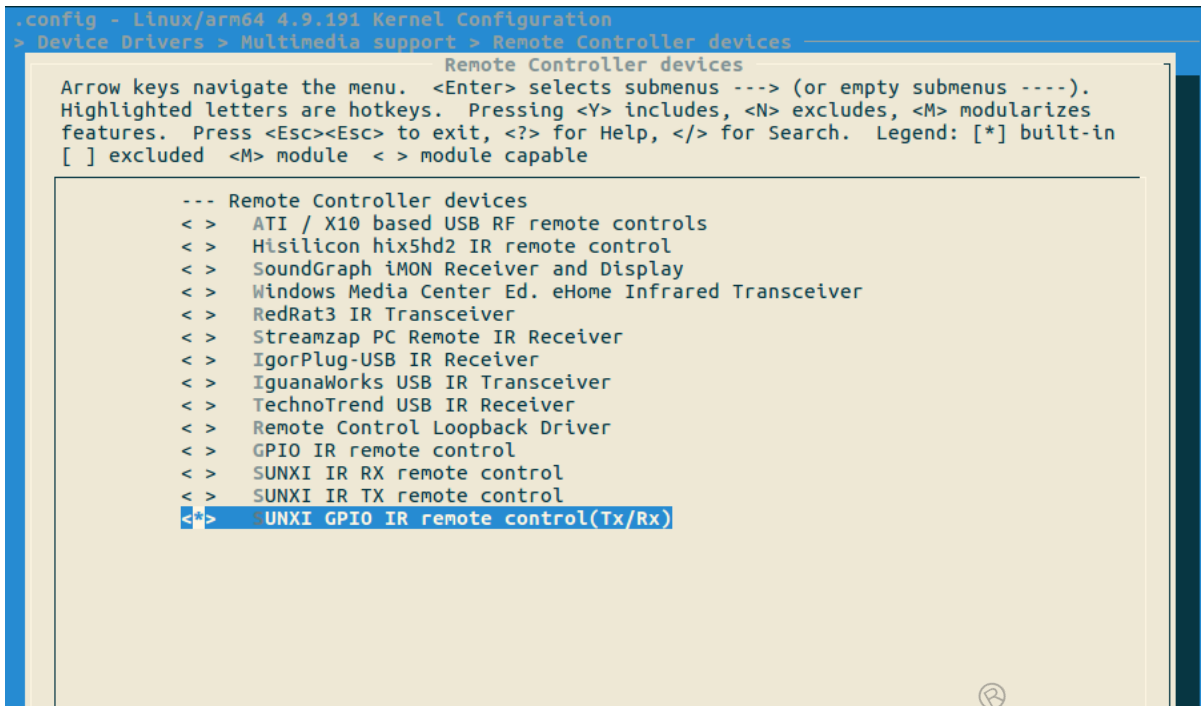 .config - Linux/arm64 4.9.191 Kernel Configuration
> Device Drivers > Multimedia support > Remote Controller devices
Remote Controller devices
Arrow keys navigate the menu. <Enter> selects submenus ---> (or empty submenus ----).
Highlighted letters are hotkeys. Pressing <Y> includes, <N> excludes, <M> modularizes
features. Press <Esc><Esc> to exit, <?> for Help, </> for Search. Legend: [*] built-in
[ ] excluded <M> module < > module capable
--- Remote Controller devices
< > ATI / X10 based USB RF remote controls
< > Hisilicon hix5hd2 IR remote control
< > SoundGraph iMON Receiver and Display
< > Windows Media Center Ed. eHome Infrared Transceiver
< > RedRat3 IR Transceiver
< > Streamzap PC Remote IR Receiver
< > IgorPlug-USB IR Receiver
< > IguanaWorks USB IR Transceiver
< > TechnoTrend USB IR Receiver
< > Remote Control Loopback Driver
< > GPIO IR remote control
< > SUNXI IR RX remote control
< > SUNXI IR TX remote control
<*> SUNXI GPIO IR remote control(Tx/Rx)
®